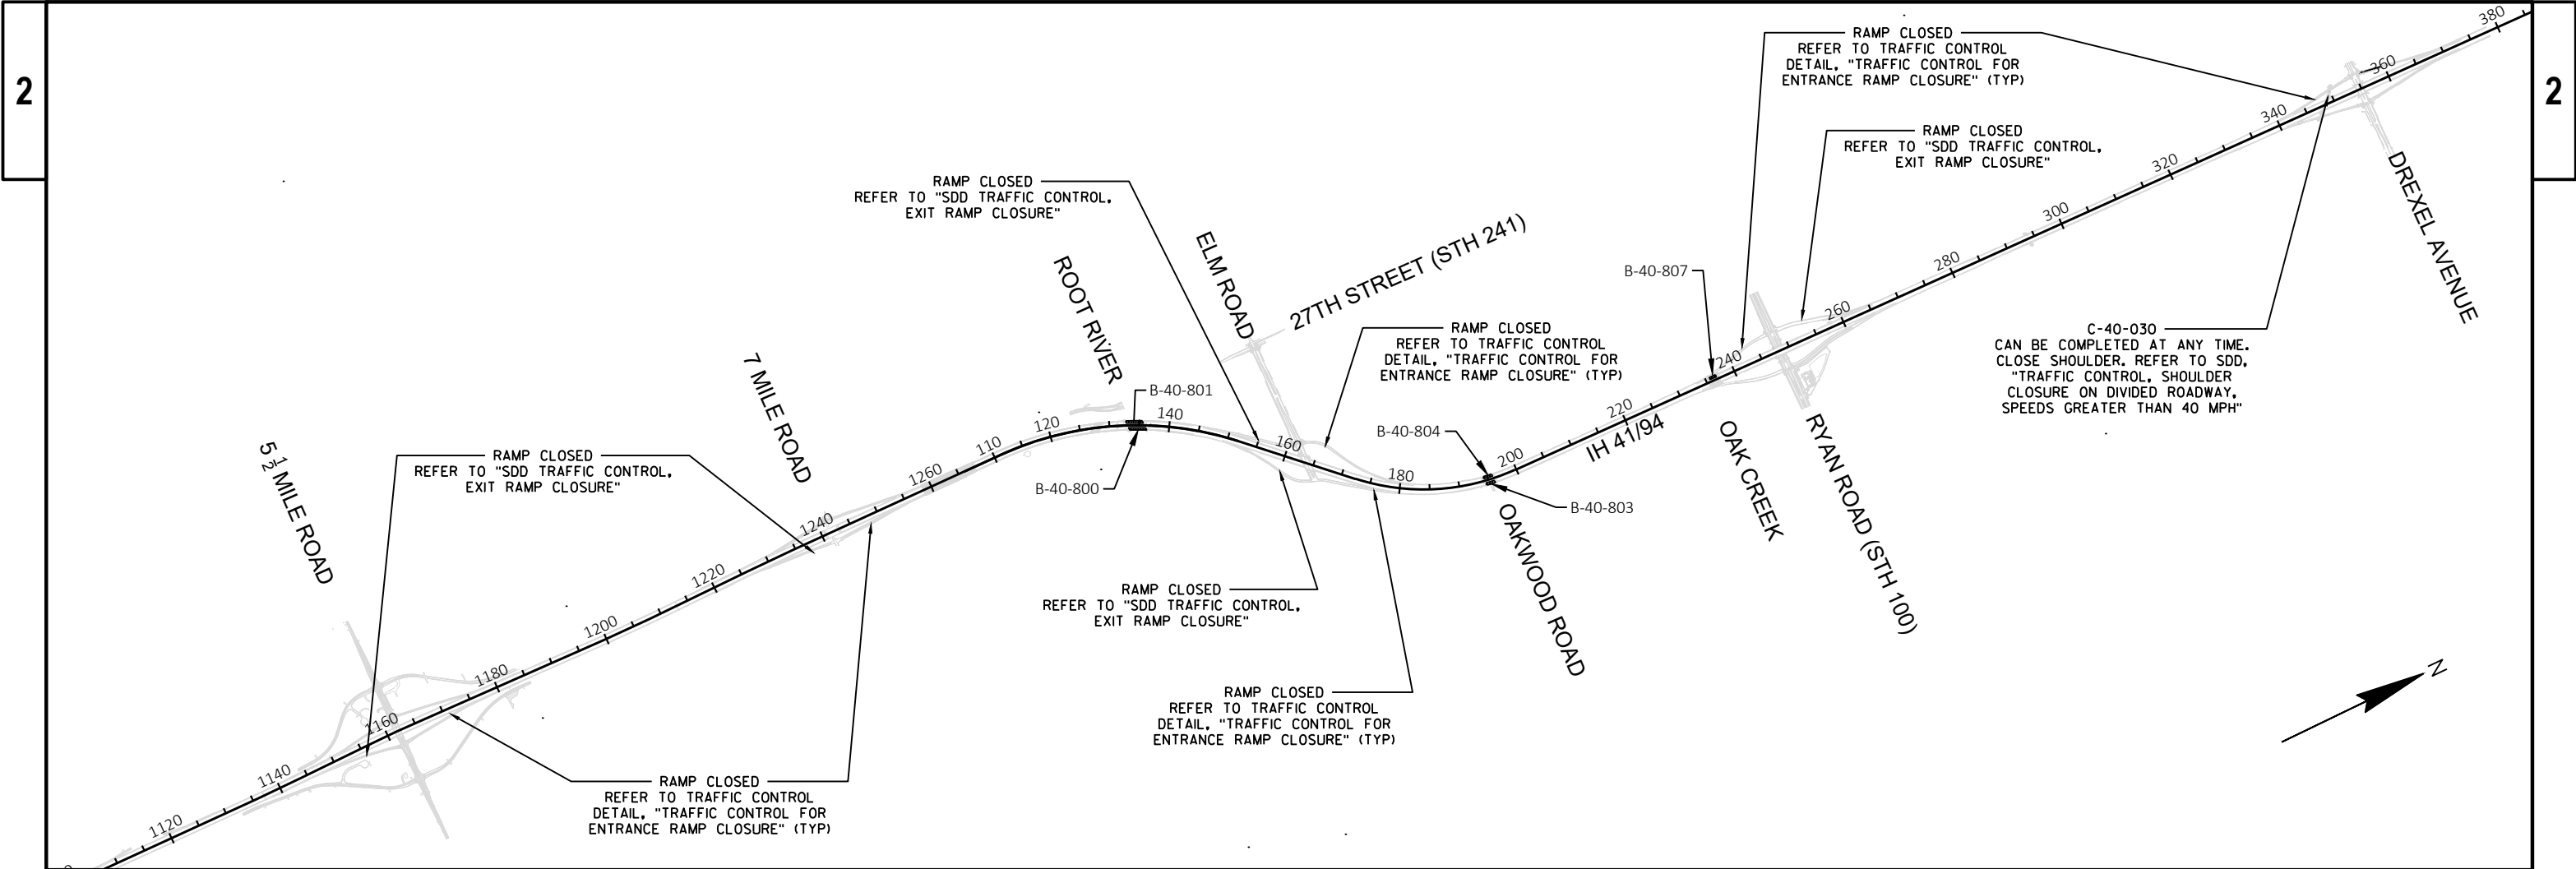 2
2
RAMP CLOSED
REFER TO TRAFFIC CONTROL
DETAIL, "TRAFFIC CONTROL FOR
ENTRANCE RAMP CLOSURE" (TYP)
RAMP CLOSED
REFER TO "SDD TRAFFIC CONTROL,
EXIT RAMP CLOSURE"
RAMP CLOSED
REFER TO "SDD TRAFFIC CONTROL,
EXIT RAMP CLOSURE"
ROOT RIVER
ELM ROAD
27TH STREET (STH 241)
B-40-807
DREXEL AVENUE
C-40-030
CAN BE COMPLETED AT ANY TIME.
CLOSE SHOULDER. REFER TO SDD,
"TRAFFIC CONTROL, SHOULDER
CLOSURE ON DIVIDED ROADWAY,
SPEEDS GREATER THAN 40 MPH"
RAMP CLOSED
REFER TO TRAFFIC CONTROL
DETAIL, "TRAFFIC CONTROL FOR
ENTRANCE RAMP CLOSURE" (TYP)
7 MILE ROAD
B-40-801
B-40-800
B-40-804
B-40-803
IH 41/94
OAK CREEK
RYAN ROAD (STH 100)
OAKWOOD ROAD
5 1/2 MILE ROAD
RAMP CLOSED
REFER TO "SDD TRAFFIC CONTROL,
EXIT RAMP CLOSURE"
RAMP CLOSED
REFER TO "SDD TRAFFIC CONTROL,
EXIT RAMP CLOSURE"
RAMP CLOSED
REFER TO TRAFFIC CONTROL
DETAIL, "TRAFFIC CONTROL FOR
ENTRANCE RAMP CLOSURE" (TYP)
RAMP CLOSED
REFER TO TRAFFIC CONTROL
DETAIL, "TRAFFIC CONTROL FOR
ENTRANCE RAMP CLOSURE" (TYP)
1120
1140
1160
1180
1200
1220
1240
1260
110
120
140
160
180
200
220
240
260
280
300
320
340
360
380
N